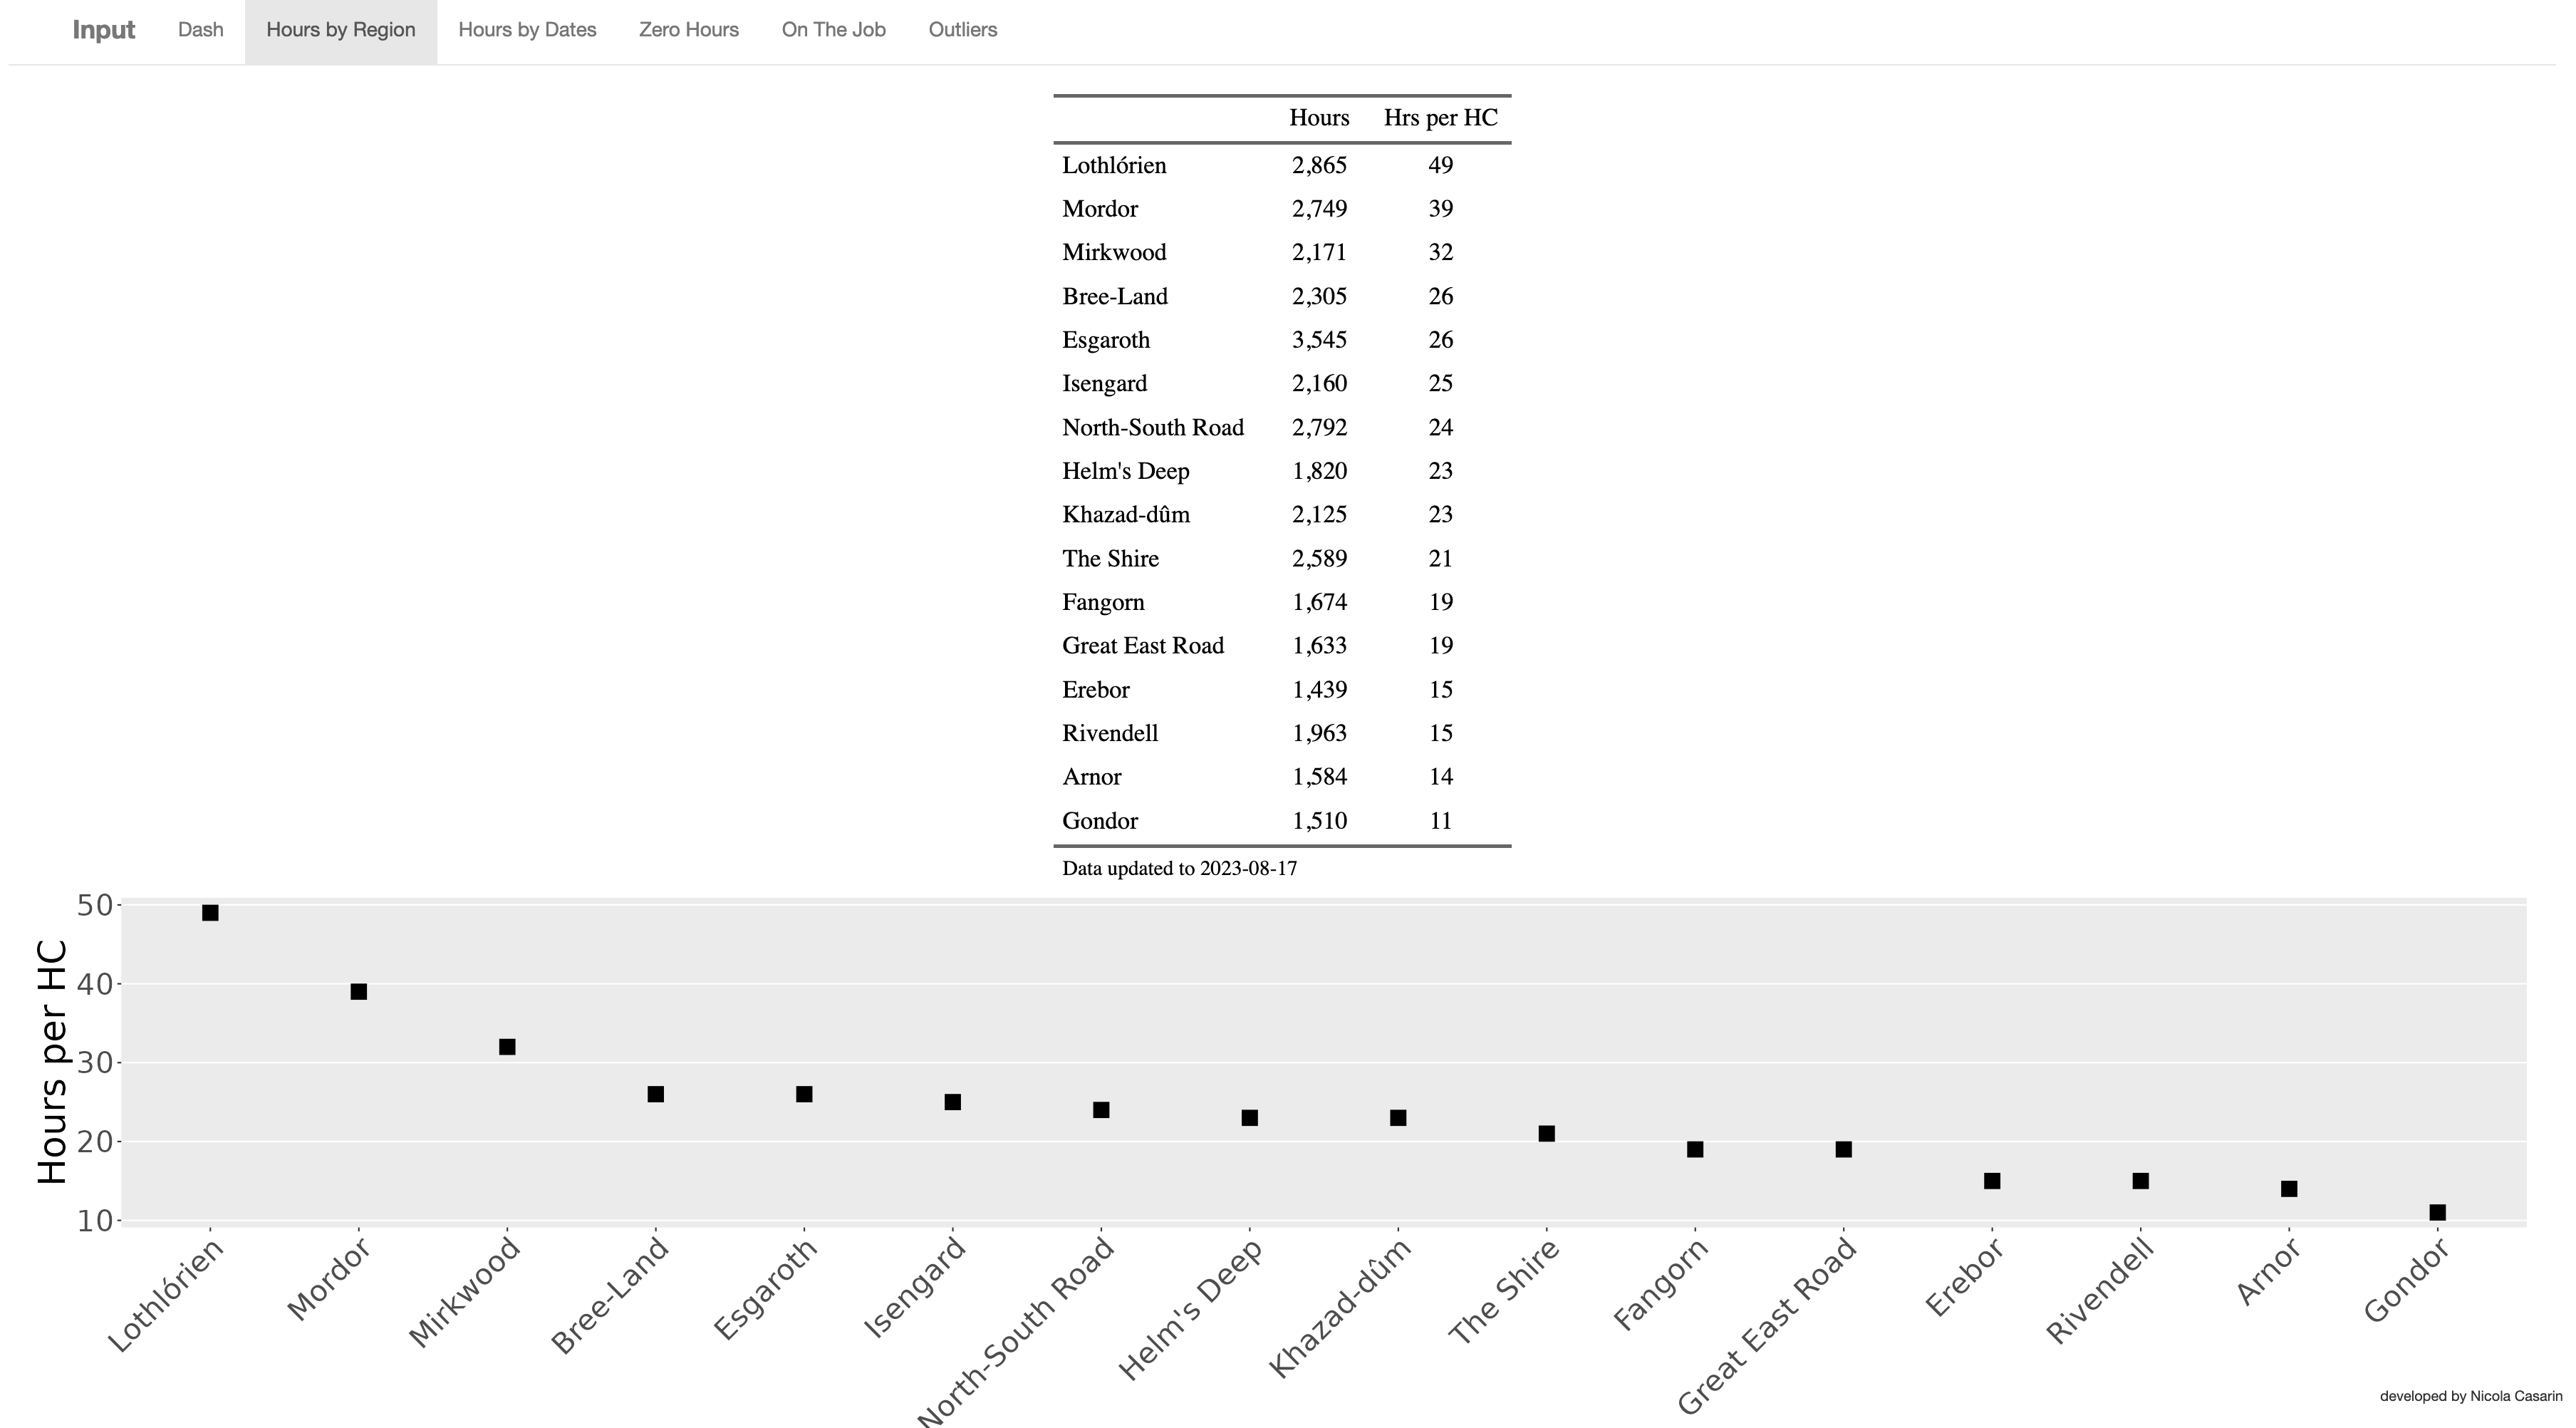 Input Dash Hours by Region Hours by Dates Zero Hours On The Job Outliers
Hours Hrs per HC
Lothlórien 2,865 49
Mordor 2,749 39
Mirkwood 2,171 32
Bree-Land 2,305 26
Esgaroth 3,545 26
Isengard 2,160 25
North-South Road 2,792 24
Helm's Deep 1,820 23
Khazad-dûm 2,125 23
The Shire 2,589 21
Fangorn 1,674 19
Great East Road 1,633 19
Erebor 1,439 15
Rivendell 1,963 15
Arnor 1,584 14
Gondor 1,510 11
Data updated to 2023-08-17
Hours per HC
50
40
30
20
10
Lothlórien
Mordor
Mirkwood
Bree-Land
Esgaroth
Isengard
North-South Road
Helm's Deep
Khazad-dûm
The Shire
Fangorn
Great East Road
Erebor
Rivendell
Arnor
Gondor
developed by Nicola Casarin